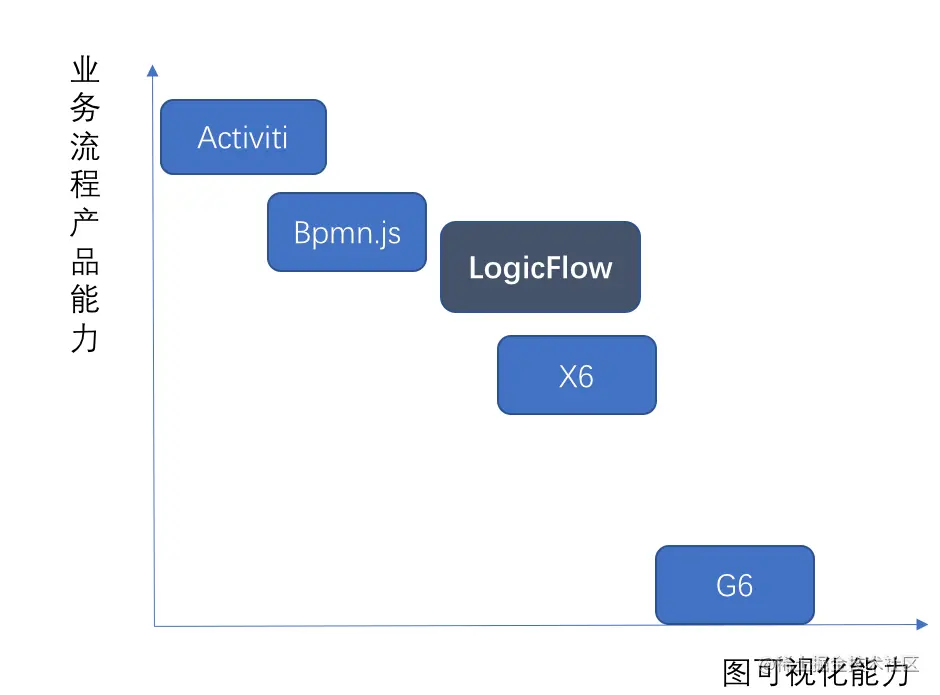 业务流程产品能力
Activiti
Bpmn.js
LogicFlow
X6
G6
图可视化能力
@稀土掘金技术社区